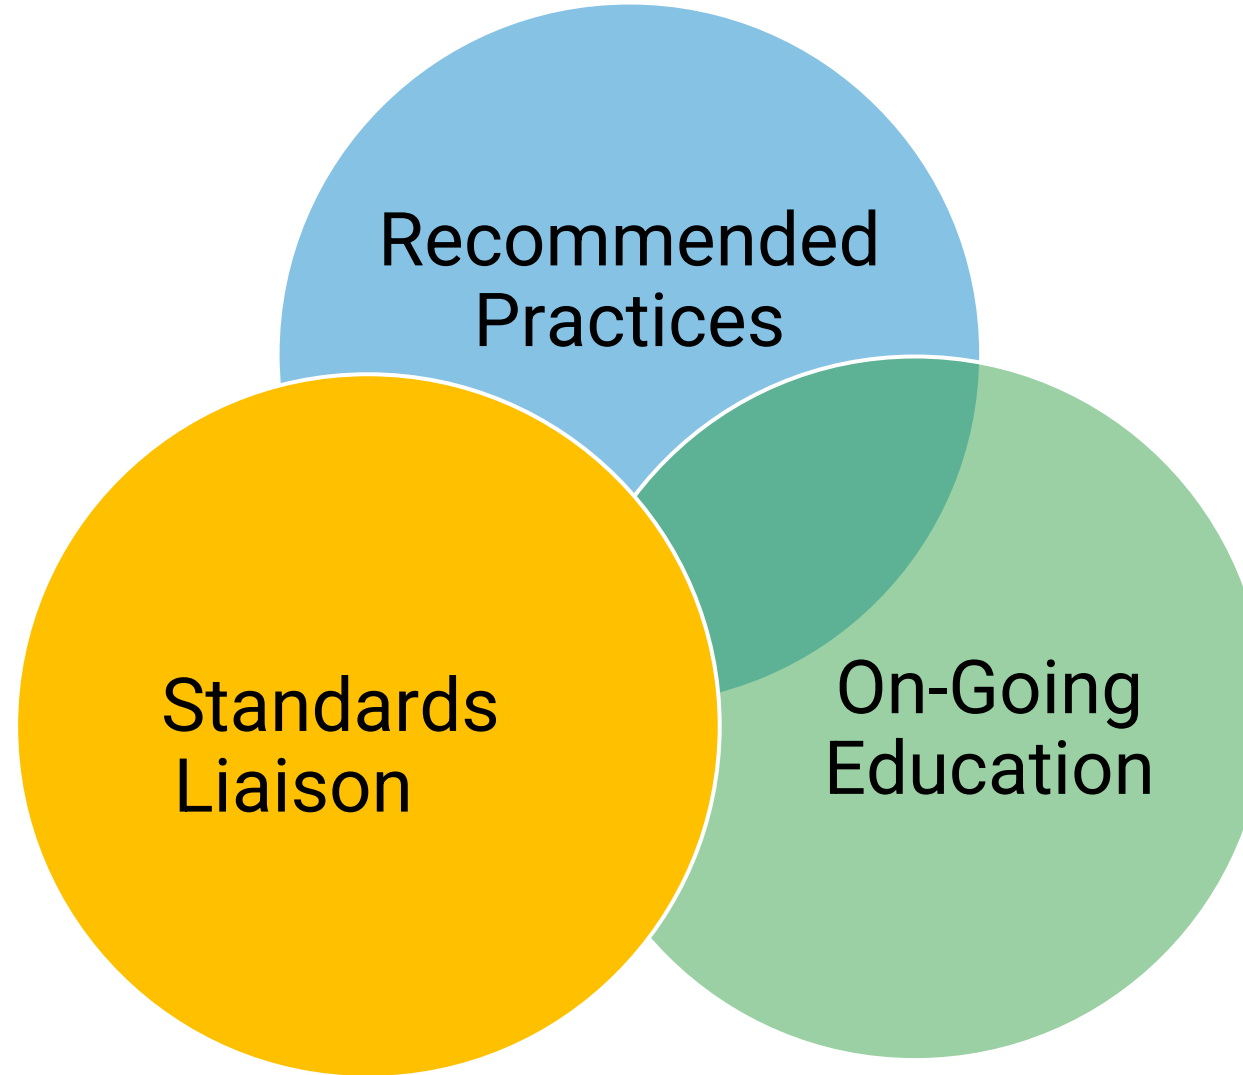 Recommended
Practices
Standards
Liaison
On-Going
Education